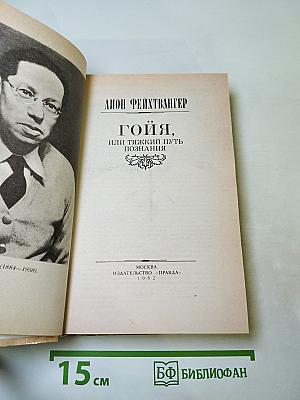 ЛИОН ФЕЙХТВАНГЕР
ГОЙЯ,
ИЛИ ТЯЖКИЙ ПУТЬ
ПОЗНАНИЯ
МОСКВА
ИЗДАТЕЛЬСТВО «ПРАВДА»
1982
(1884—1958).
15 см
БФ БИБЛИОФАН